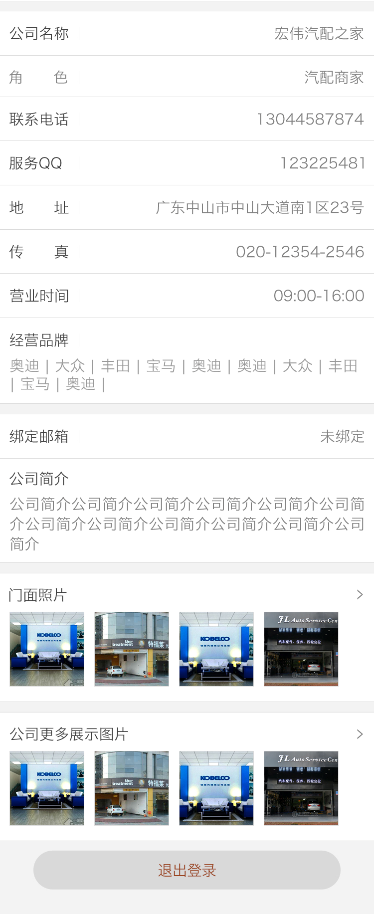 公司名称 宏伟汽配之家
角 色 汽配商家
联系电话 13044587874
服务QQ 123225481
地 址 广东中山市中山大道南1区23号
传 真 020-12354-2546
营业时间 09:00-16:00
经营品牌
奥迪 | 大众 | 丰田 | 宝马 | 奥迪 | 奥迪 | 大众 | 丰田
| 宝马 | 奥迪 |
绑定邮箱 未绑定
公司简介
公司简介公司简介公司简介公司简介公司简介公司简
介公司简介公司简介公司简介公司简介公司简介公司
简介
门面照片
KOBELCO
treatment
特福莱
JL Auto Service Cen
公司更多展示图片
KOBELCO
treatment
特福莱
JL Auto Service Cen
退出登录